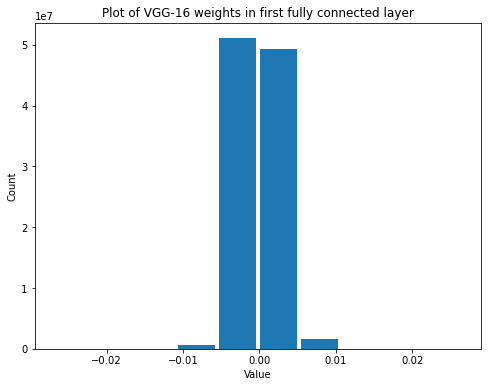 Plot of VGG-16 weights in first fully connected layer
1e7
5
4
3
2
1
0
Count
−0.02
−0.01
0.00
0.01
0.02
Value